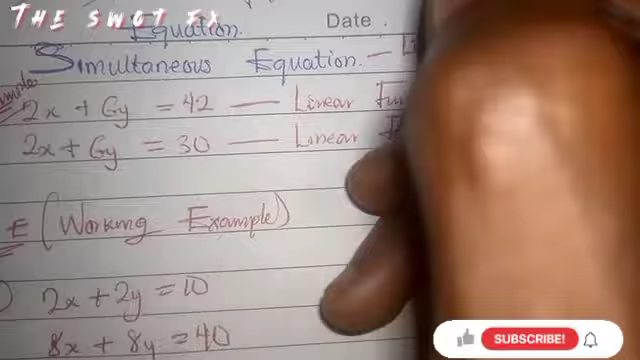 THE SWOT FX
Equation.
Date .
Simultaneous Equation. —
2x + 6y = 42 — Linear
2x + 6y = 30 — Linear
E (Working Example)
2x + 2y = 10
8x + 8y = 40
SUBSCRIBE!